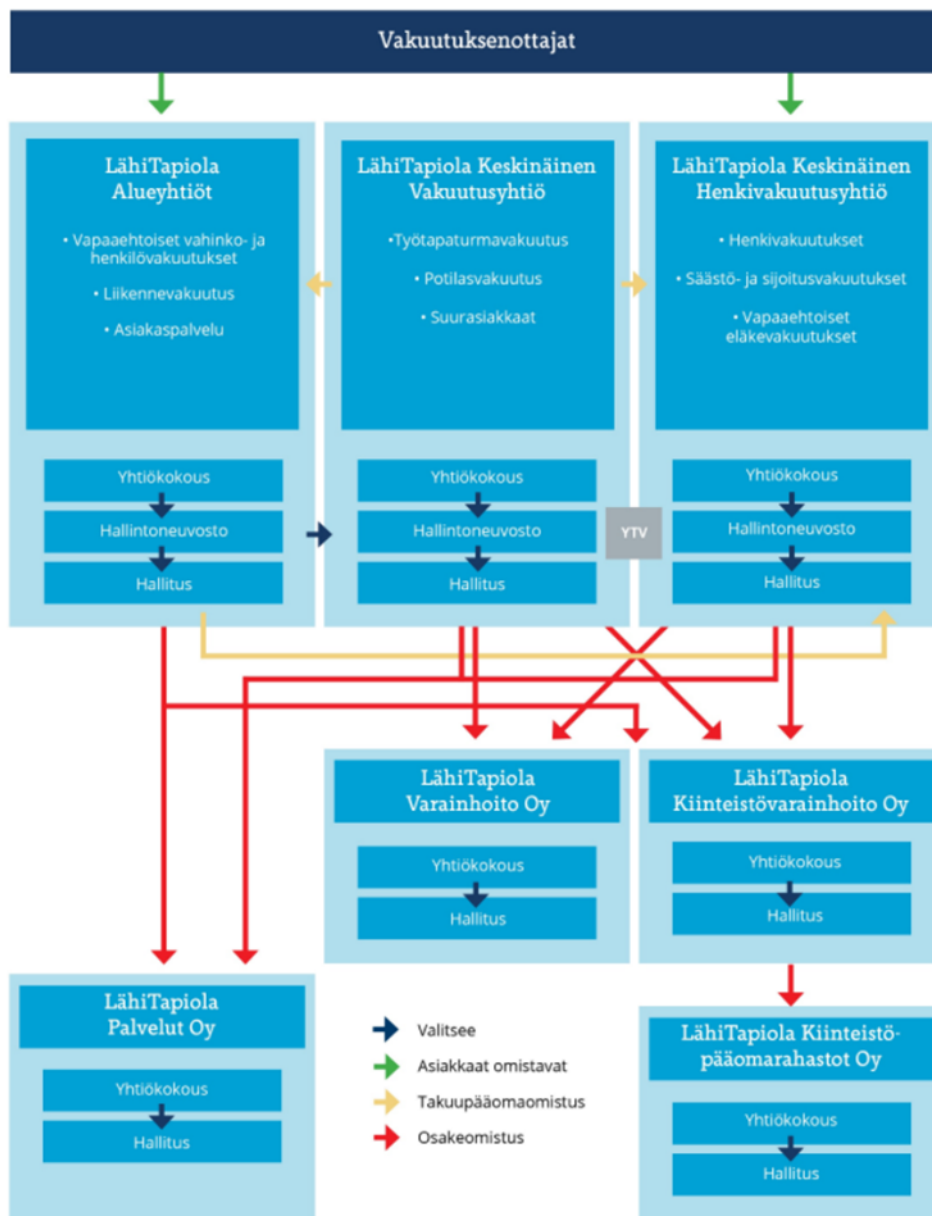 Vakuutuksenottajat
LähiTapiola
Alueyhtiöt
• Vapaaehtoiset vahinko- ja
henkilövakuutukset
• Liikennevakuutus
• Asiakaspalvelu
Yhtiökokous
Hallintoneuvosto
Hallitus
LähiTapiola Keskinäinen
Vakuutusyhtiö
•Työtapaturmavakuutus
• Potilasvakuutus
• Suurasiakkaat
Yhtiökokous
Hallintoneuvosto
Hallitus
YTV
LähiTapiola Keskinäinen
Henkivakuutusyhtiö
• Henkivakuutukset
• Säästö- ja sijoitusvakuutukset
• Vapaaehtoiset
eläkevakuutukset
Yhtiökokous
Hallintoneuvosto
Hallitus
LähiTapiola
Varainhoito Oy
Yhtiökokous
Hallitus
LähiTapiola
Kiinteistövarainhoito Oy
Yhtiökokous
Hallitus
LähiTapiola
Palvelut Oy
Yhtiökokous
Hallitus
Valitsee
Asiakkaat omistavat
Takuupääomaomistus
Osakeomistus
LähiTapiola Kiinteistö-
pääomarahastot Oy
Yhtiökokous
Hallitus